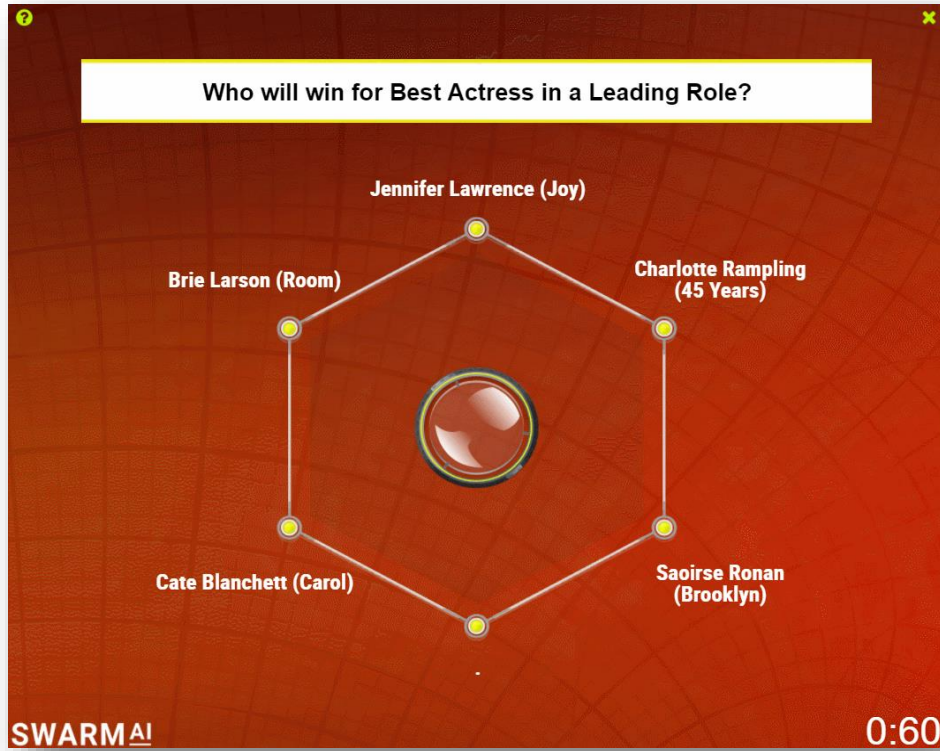 Who will win for Best Actress in a Leading Role?
Jennifer Lawrence (Joy)
Charlotte Rampling
(45 Years)
Brie Larson (Room)
Cate Blanchett (Carol)
Saoirse Ronan
(Brooklyn)
.
SWARM AI
0:60